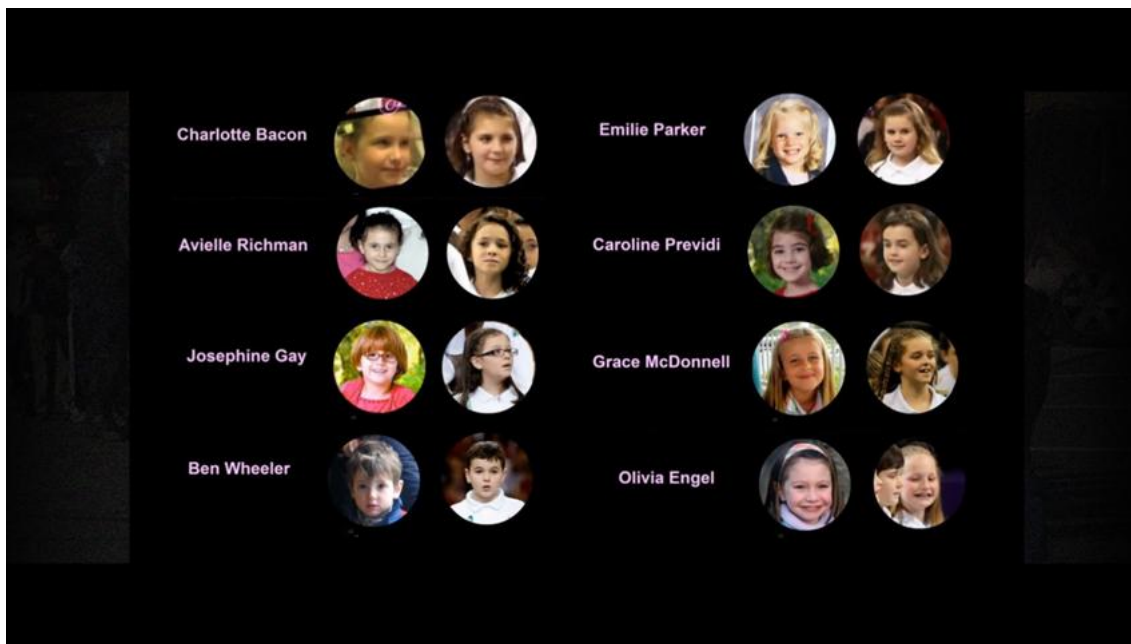 Charlotte Bacon
Emilie Parker
Avielle Richman
Caroline Previdi
Josephine Gay
Grace McDonnell
Ben Wheeler
Olivia Engel